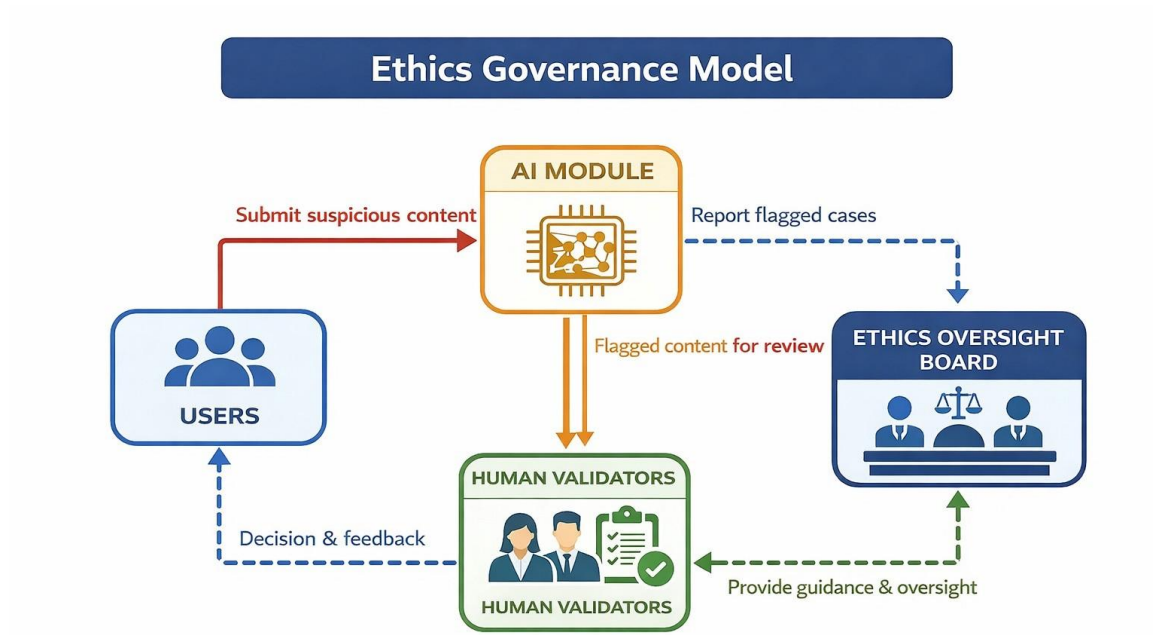 Ethics Governance Model
AI MODULE
Submit suspicious content
Report flagged cases
Flagged content for review
ETHICS OVERSIGHT
BOARD
USERS
HUMAN VALIDATORS
Decision & feedback
Provide guidance & oversight
HUMAN VALIDATORS